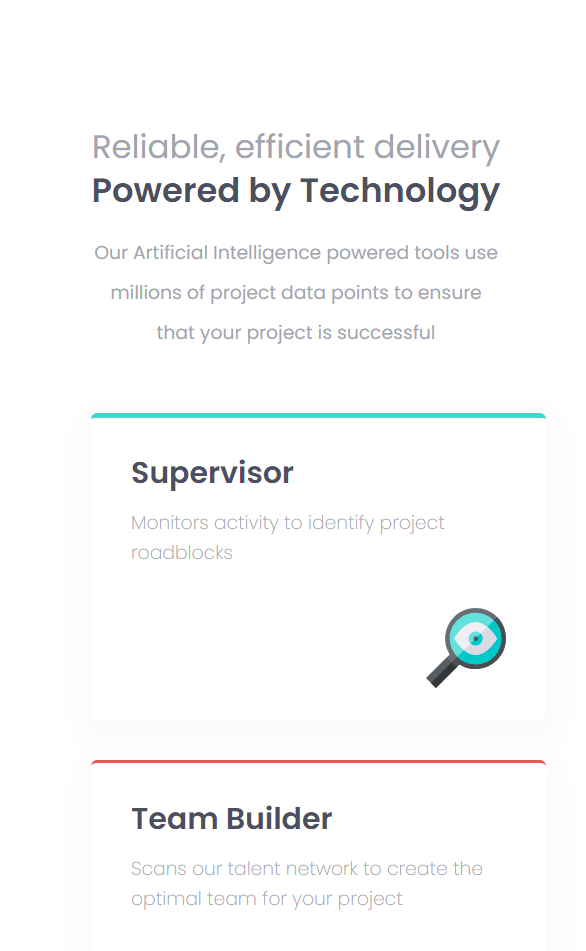 Reliable, efficient delivery
Powered by Technology
Our Artificial Intelligence powered tools use
millions of project data points to ensure
that your project is successful
Supervisor
Monitors activity to identify project
roadblocks
Team Builder
Scans our talent network to create the
optimal team for your project